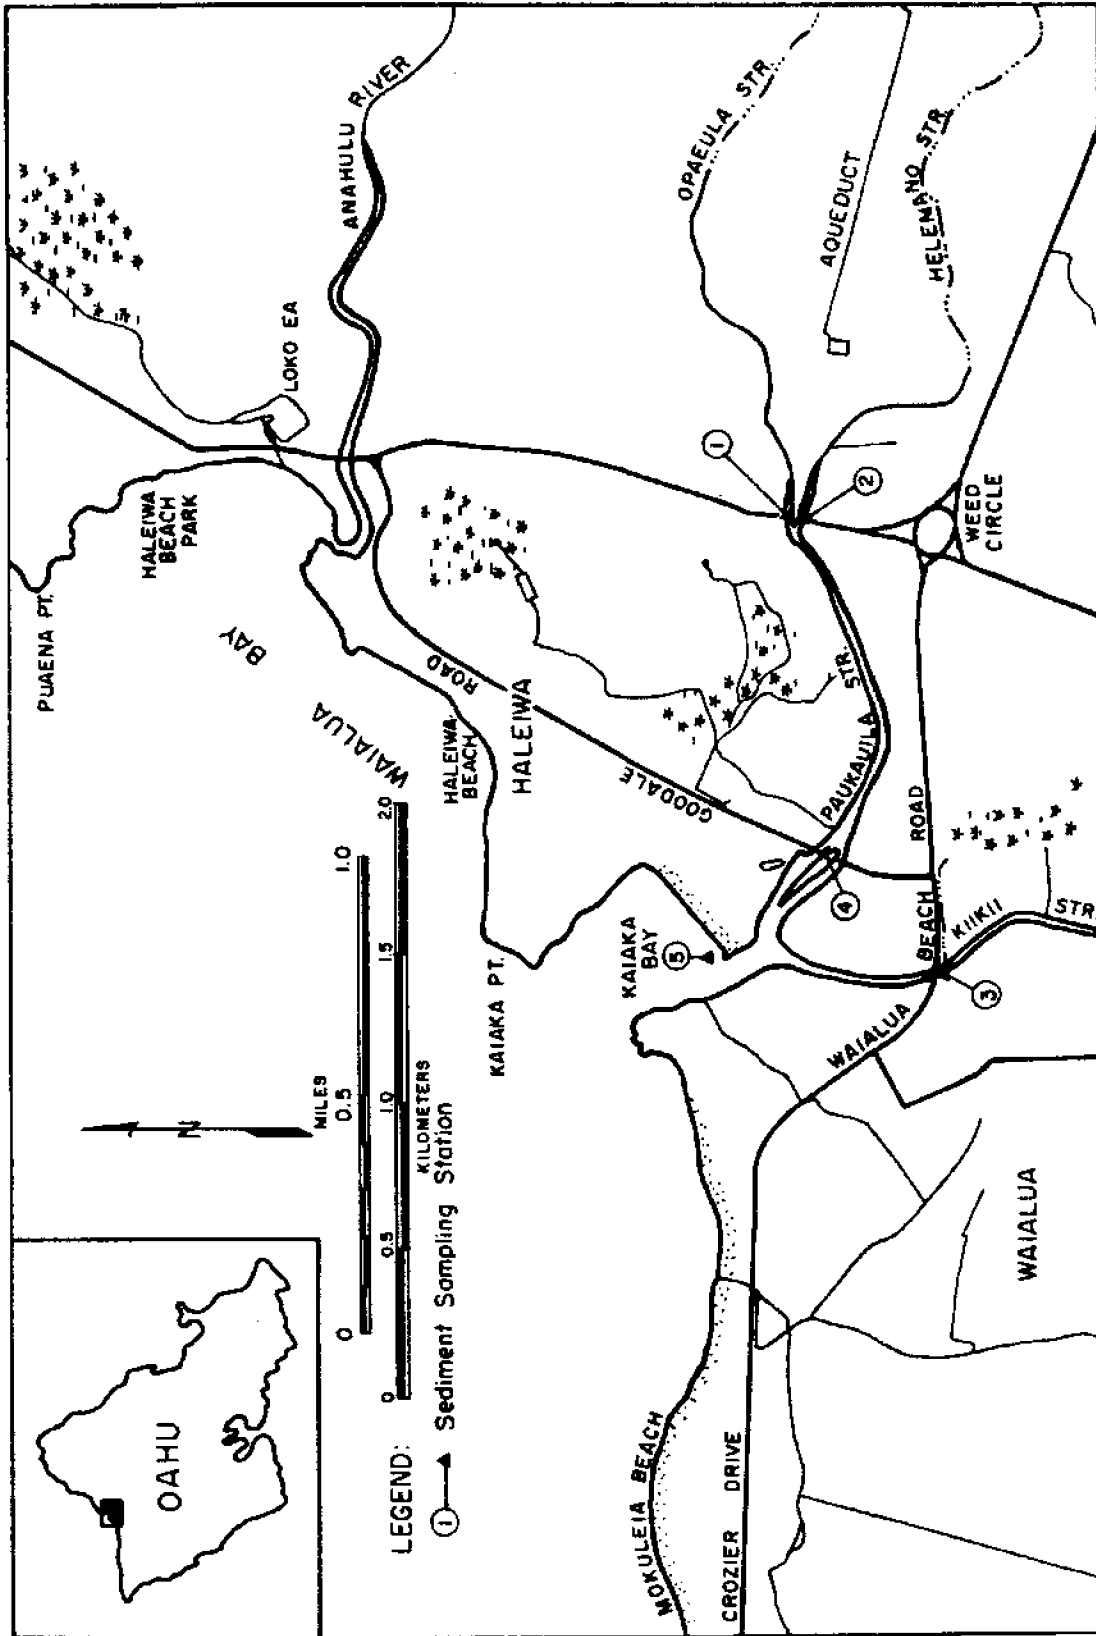 OAHU
LEGEND:
① Sediment Sampling Station
N
MILES
0 0.5 1.0
0 0.5 1.0 1.5 2.0
KILOMETERS
PUAENA PT.
HALEIWA
BEACH
PARK
LOKO EA
ANAHULU RIVER
WAIALUA BAY
HALEIWA
BEACH
HALEIWA
GOODALE ROAD
KAIAKA PT.
KAIAKA
BAY
⑤
MOKULEIA BEACH
CROZIER DRIVE
WAIALUA BEACH ROAD
PAUKAUILA STR.
④
③
KIIKII STR.
①
②
OPAEULA STR.
AQUEDUCT
HELEMANO STR.
WEED
CIRCLE
WAIALUA